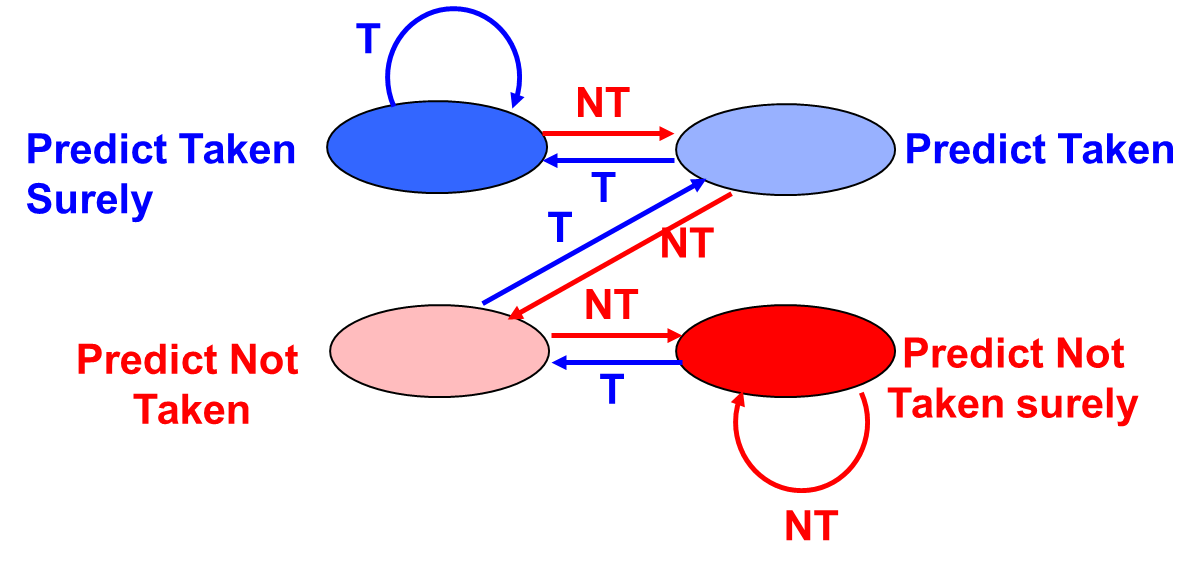 T
NT
Predict Taken
Surely
Predict Taken
T
T
NT
NT
Predict Not
Taken
T
Predict Not
Taken surely
NT